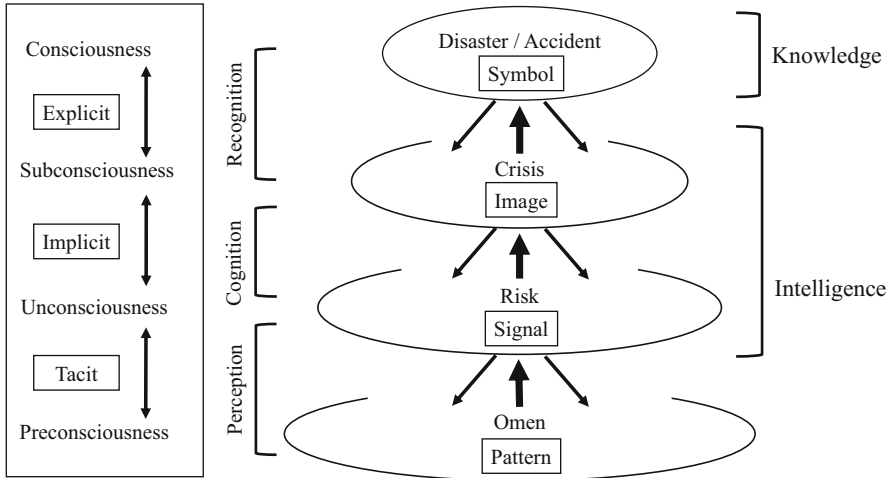 Consciousness
Explicit
Subconsciousness
Implicit
Unconsciousness
Tacit
Preconsciousness
Recognition
Cognition
Perception
Disaster / Accident
Symbol
Crisis
Image
Risk
Signal
Omen
Pattern
Knowledge
Intelligence